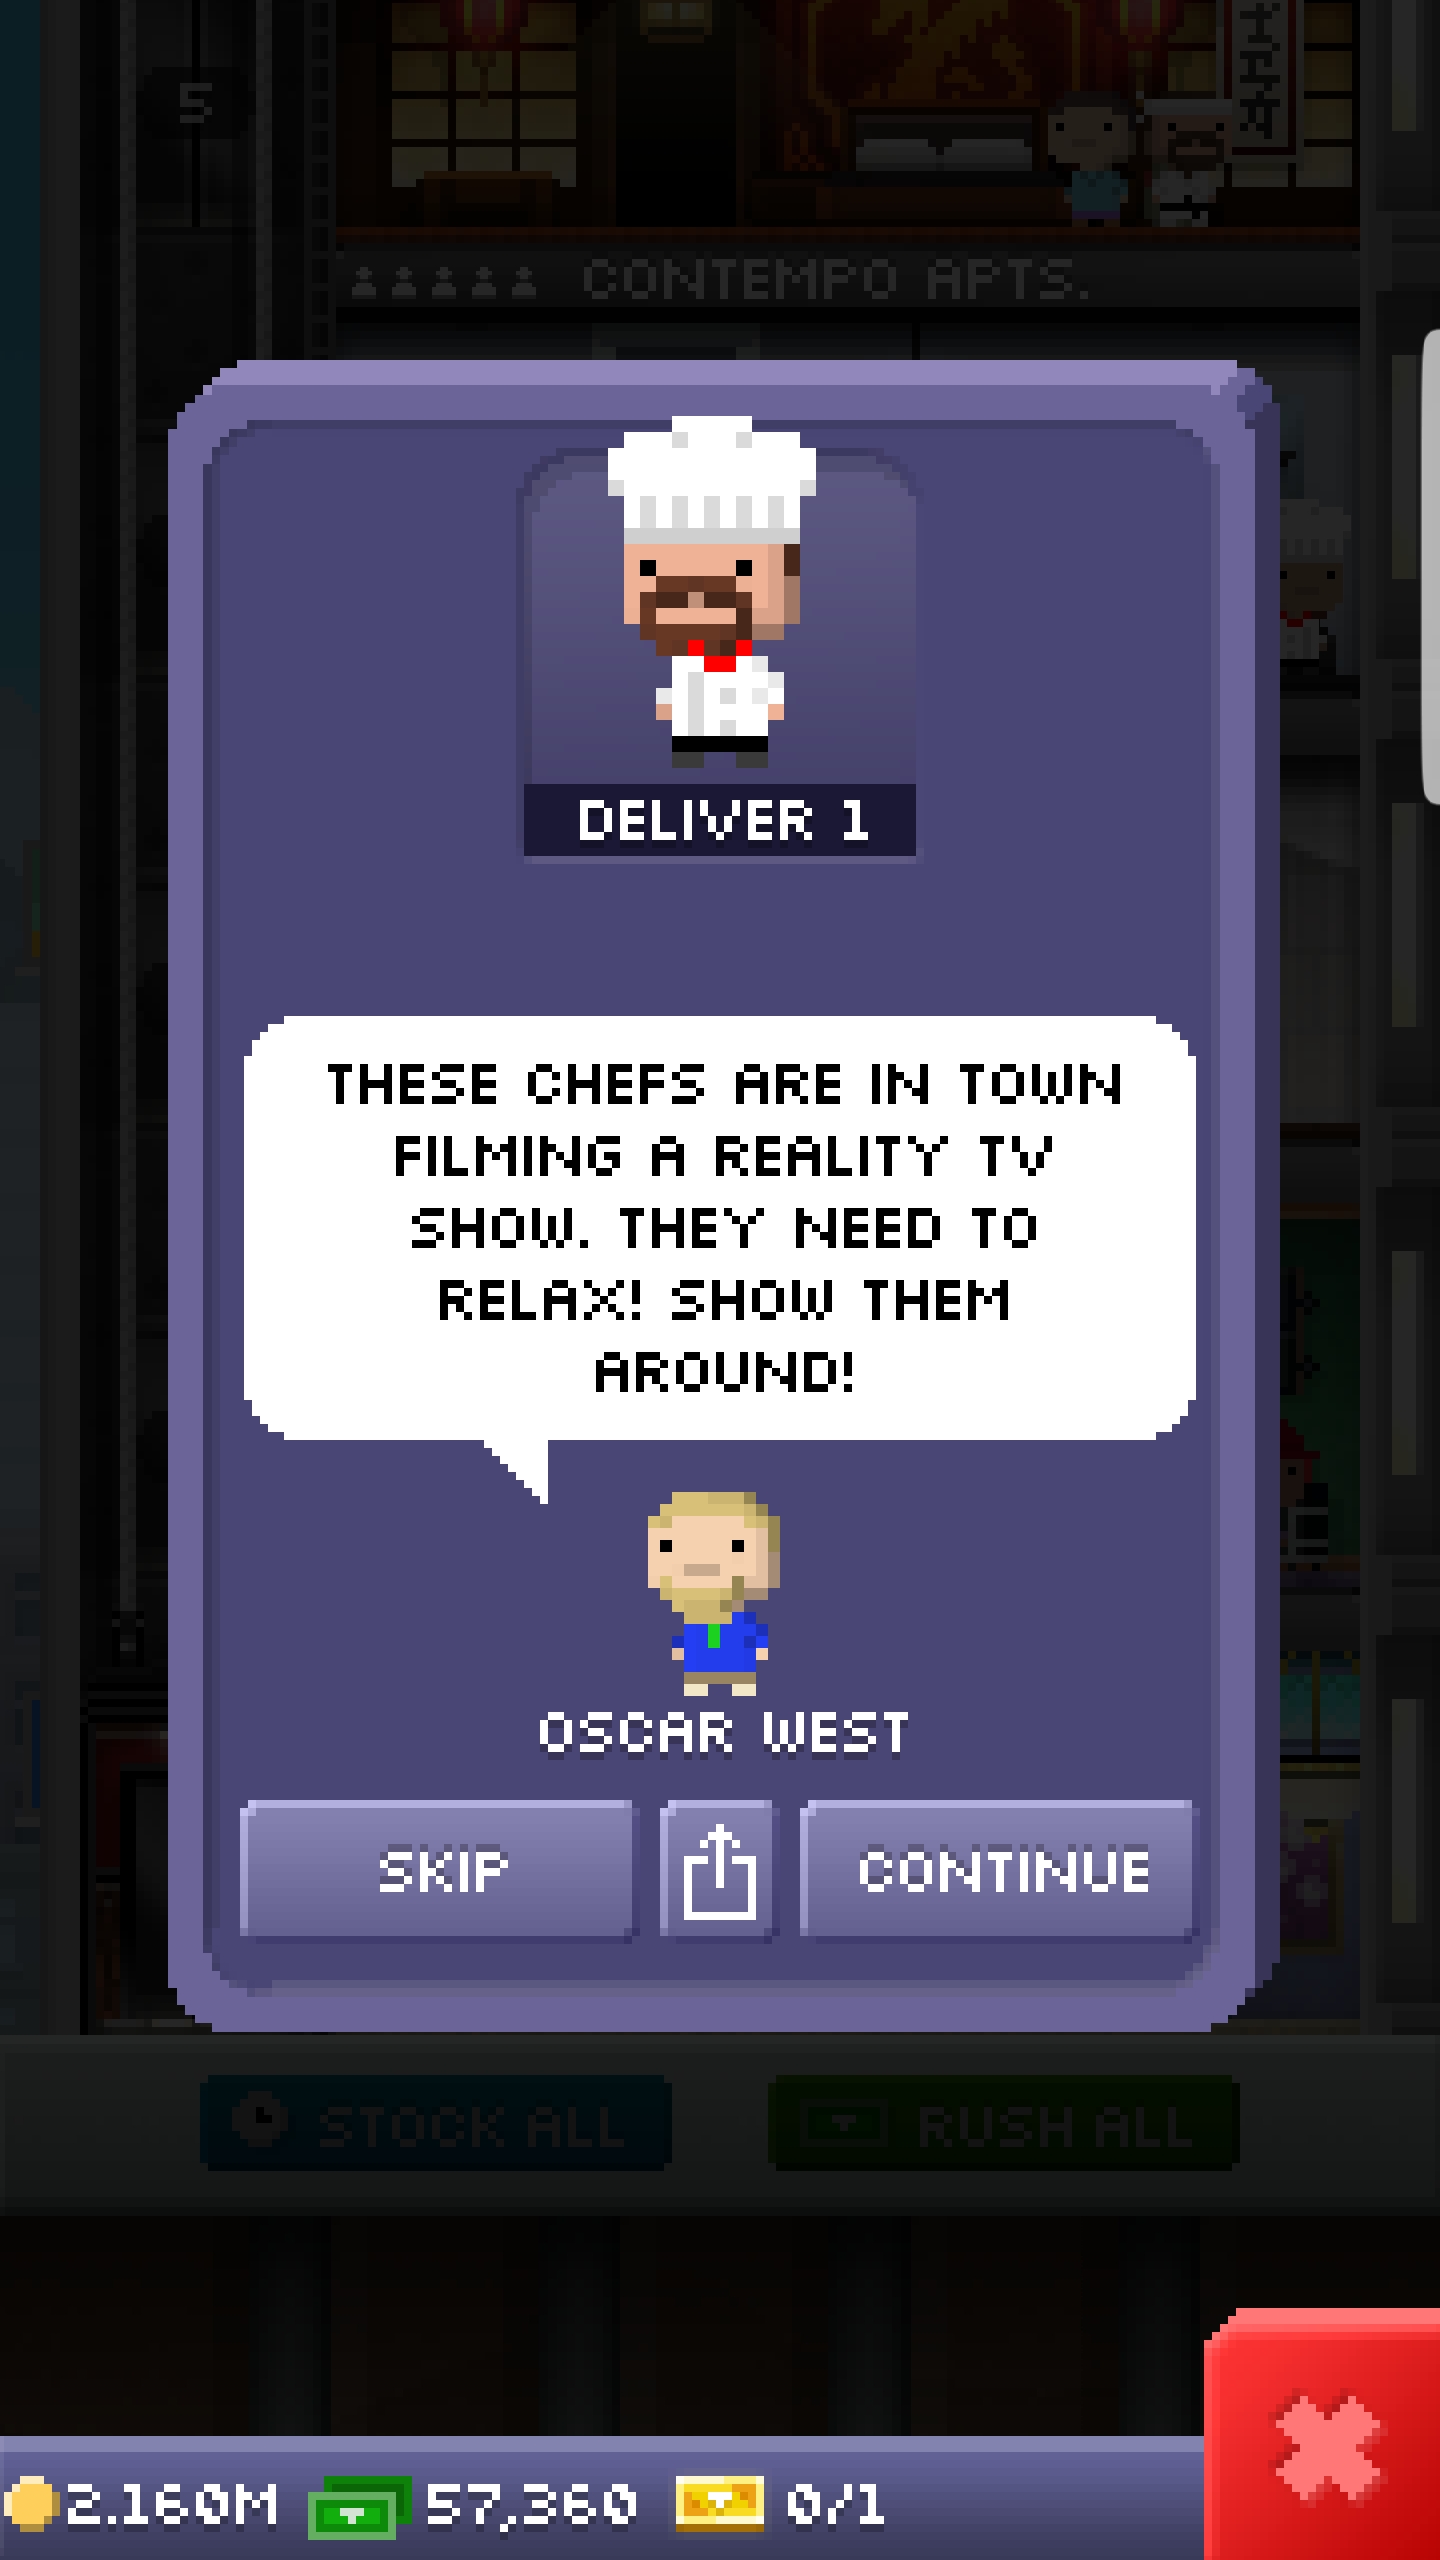 5
CONTEMPO APTS.
DELIVER 1
THESE CHEFS ARE IN TOWN
FILMING A REALITY TV
SHOW. THEY NEED TO
RELAX! SHOW THEM
AROUND!
OSCAR WEST
SKIP
CONTINUE
STOCK ALL
RUSH ALL
2.160M 57,360 0/1